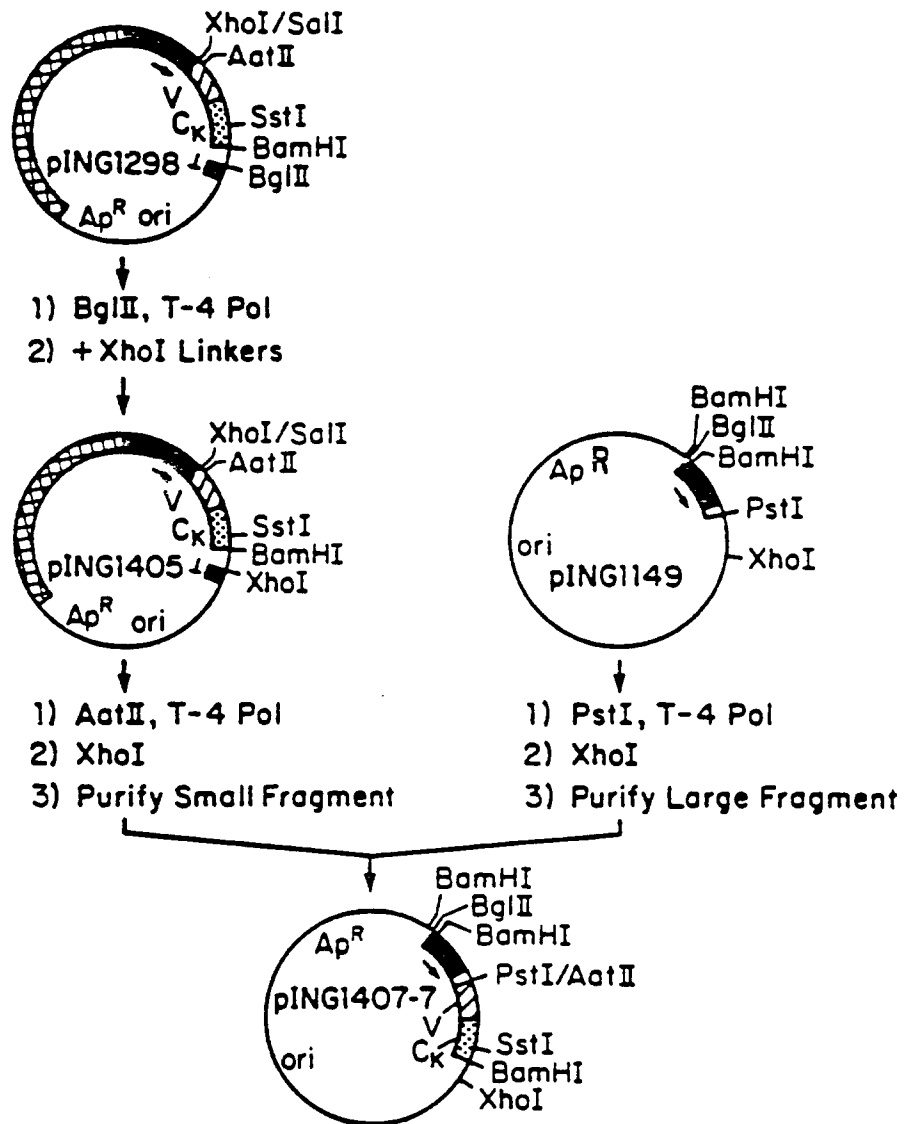 XhoI/SalI
AatII
V
Cκ
SstI
BamHI
pING1298
BglII
Apᴿ ori
1) BglII, T-4 Pol
2) + XhoI Linkers
XhoI/SalI
AatII
V
Cκ
SstI
BamHI
pING1405
XhoI
Apᴿ ori
BamHI
BglII
BamHI
Apᴿ
PstI
ori
XhoI
pING1149
1) AatII, T-4 Pol
2) XhoI
3) Purify Small Fragment
1) PstI, T-4 Pol
2) XhoI
3) Purify Large Fragment
BamHI
BglII
BamHI
Apᴿ
PstI/AatII
pING1407-7
V
Cκ
ori
SstI
BamHI
XhoI